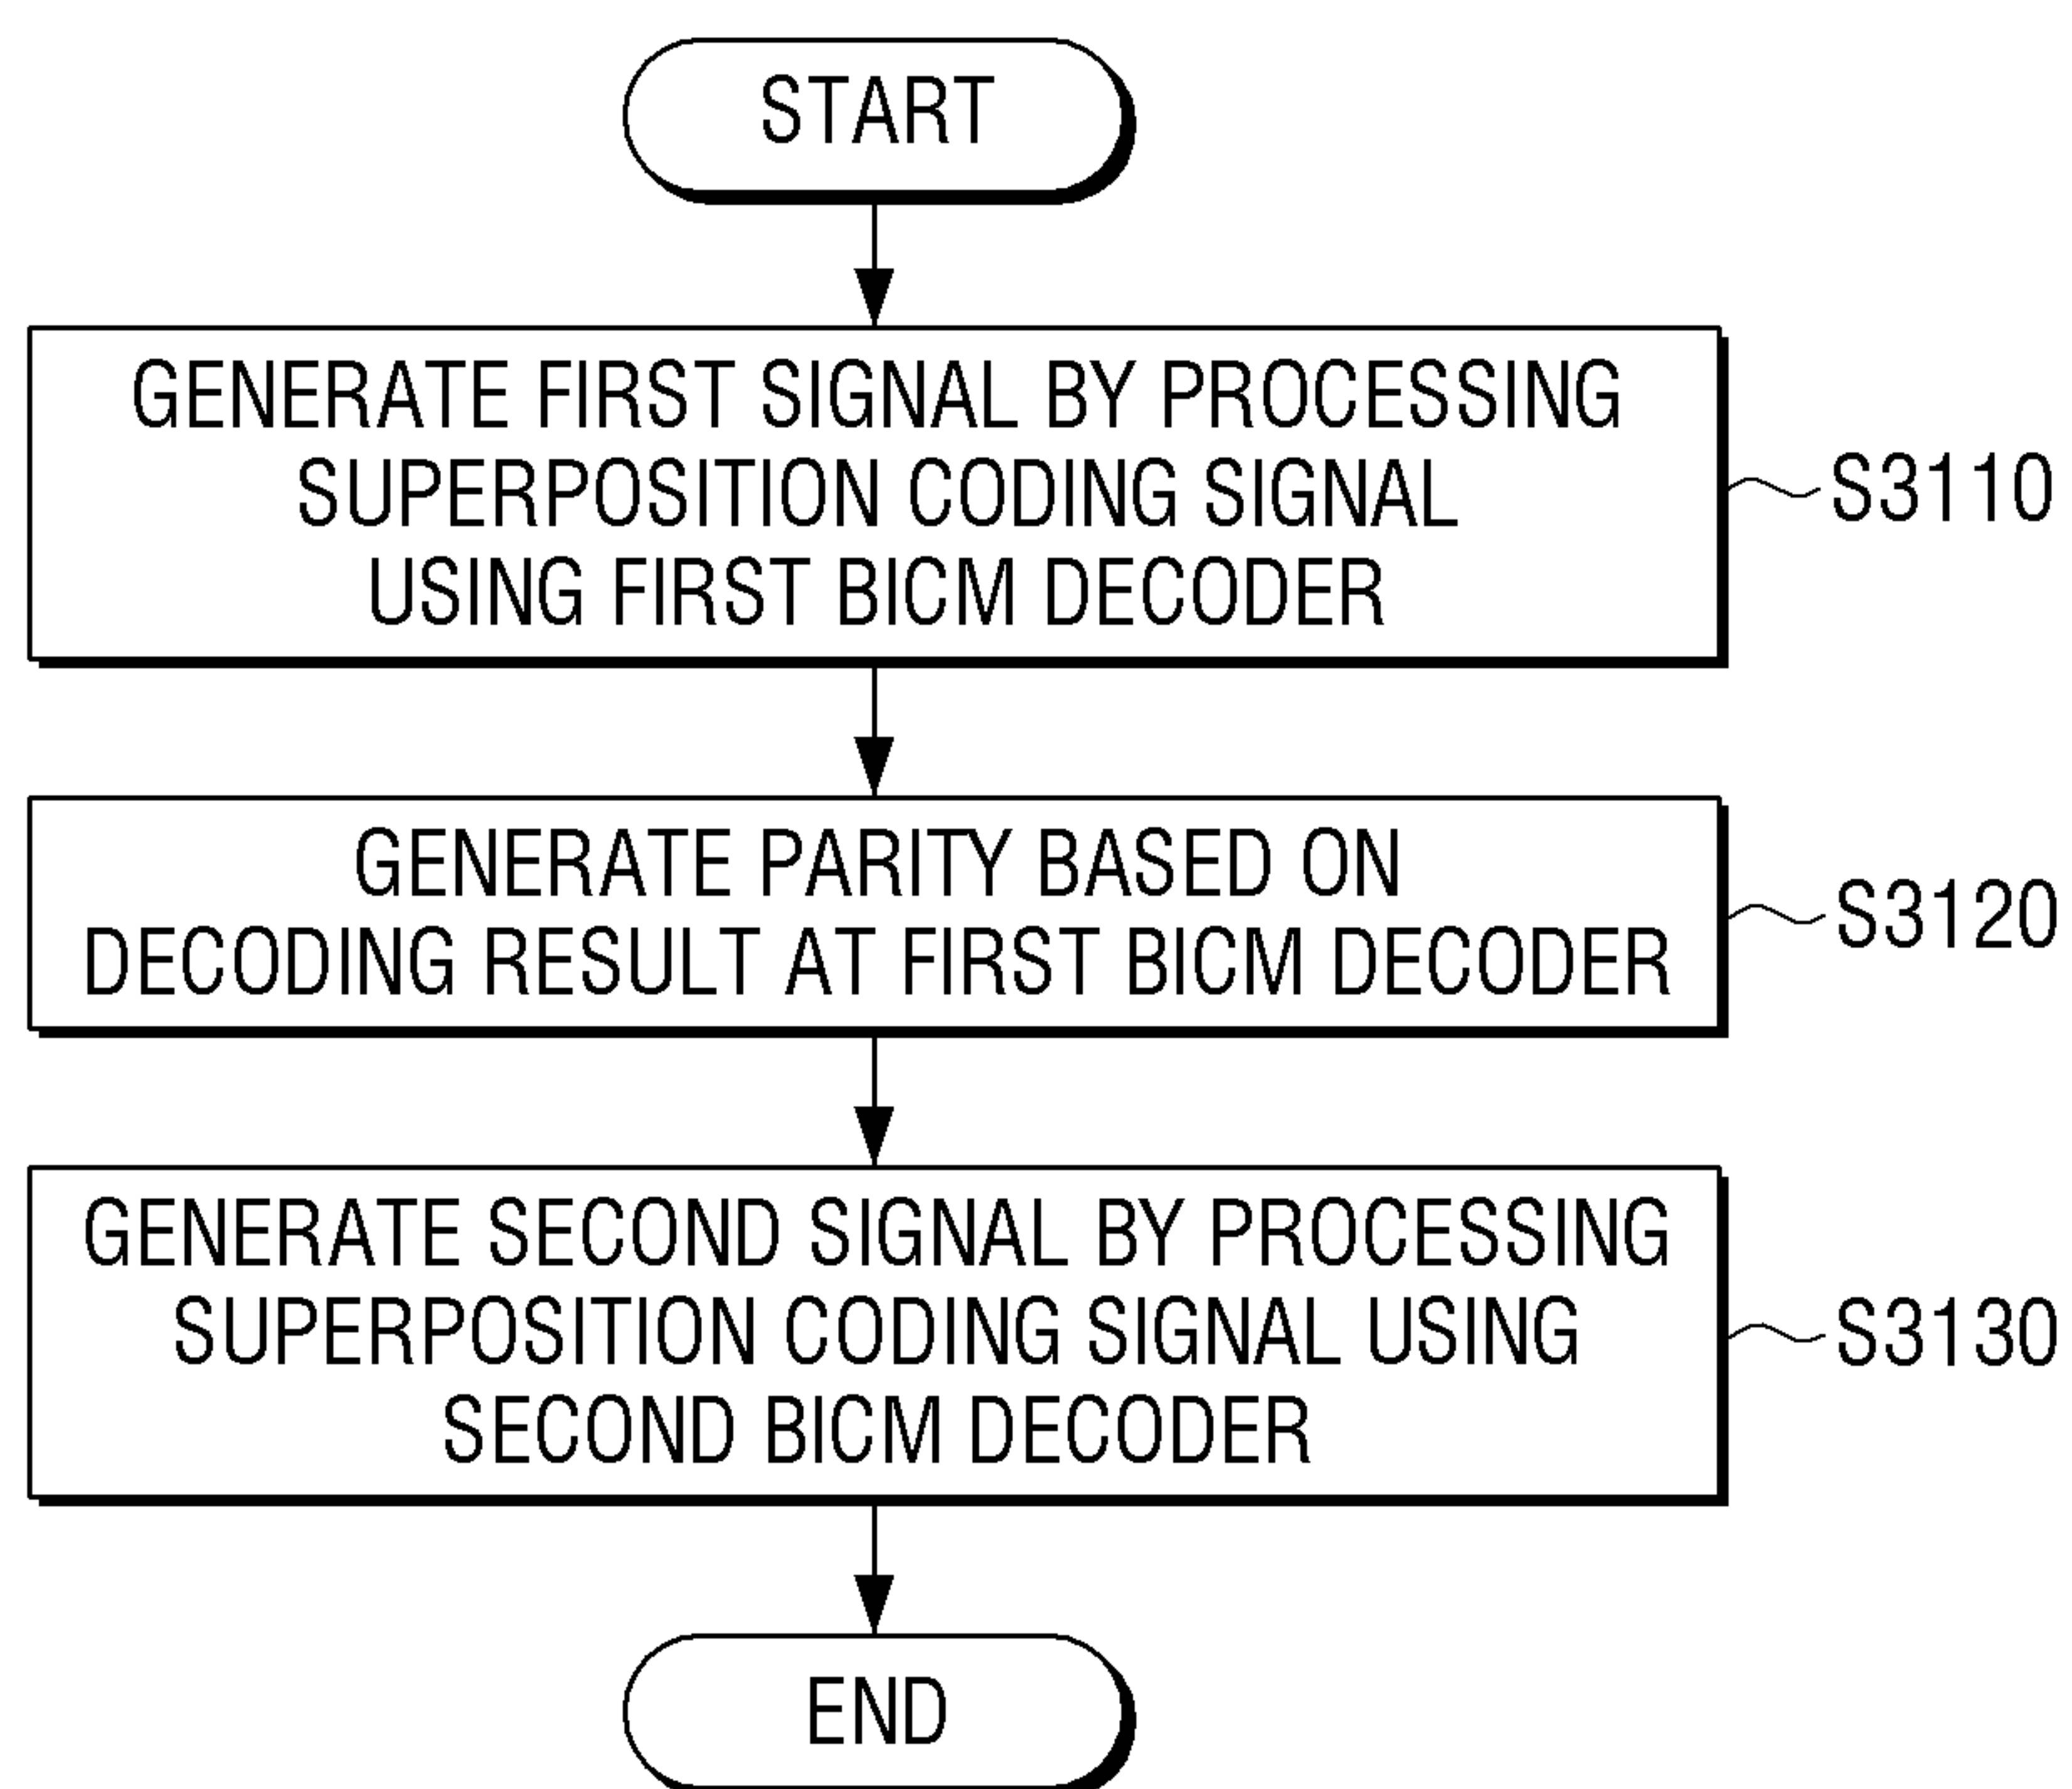 START
GENERATE FIRST SIGNAL BY PROCESSING
SUPERPOSITION CODING SIGNAL
USING FIRST BICM DECODER
S3110
GENERATE PARITY BASED ON
DECODING RESULT AT FIRST BICM DECODER
S3120
GENERATE SECOND SIGNAL BY PROCESSING
SUPERPOSITION CODING SIGNAL USING
SECOND BICM DECODER
S3130
END